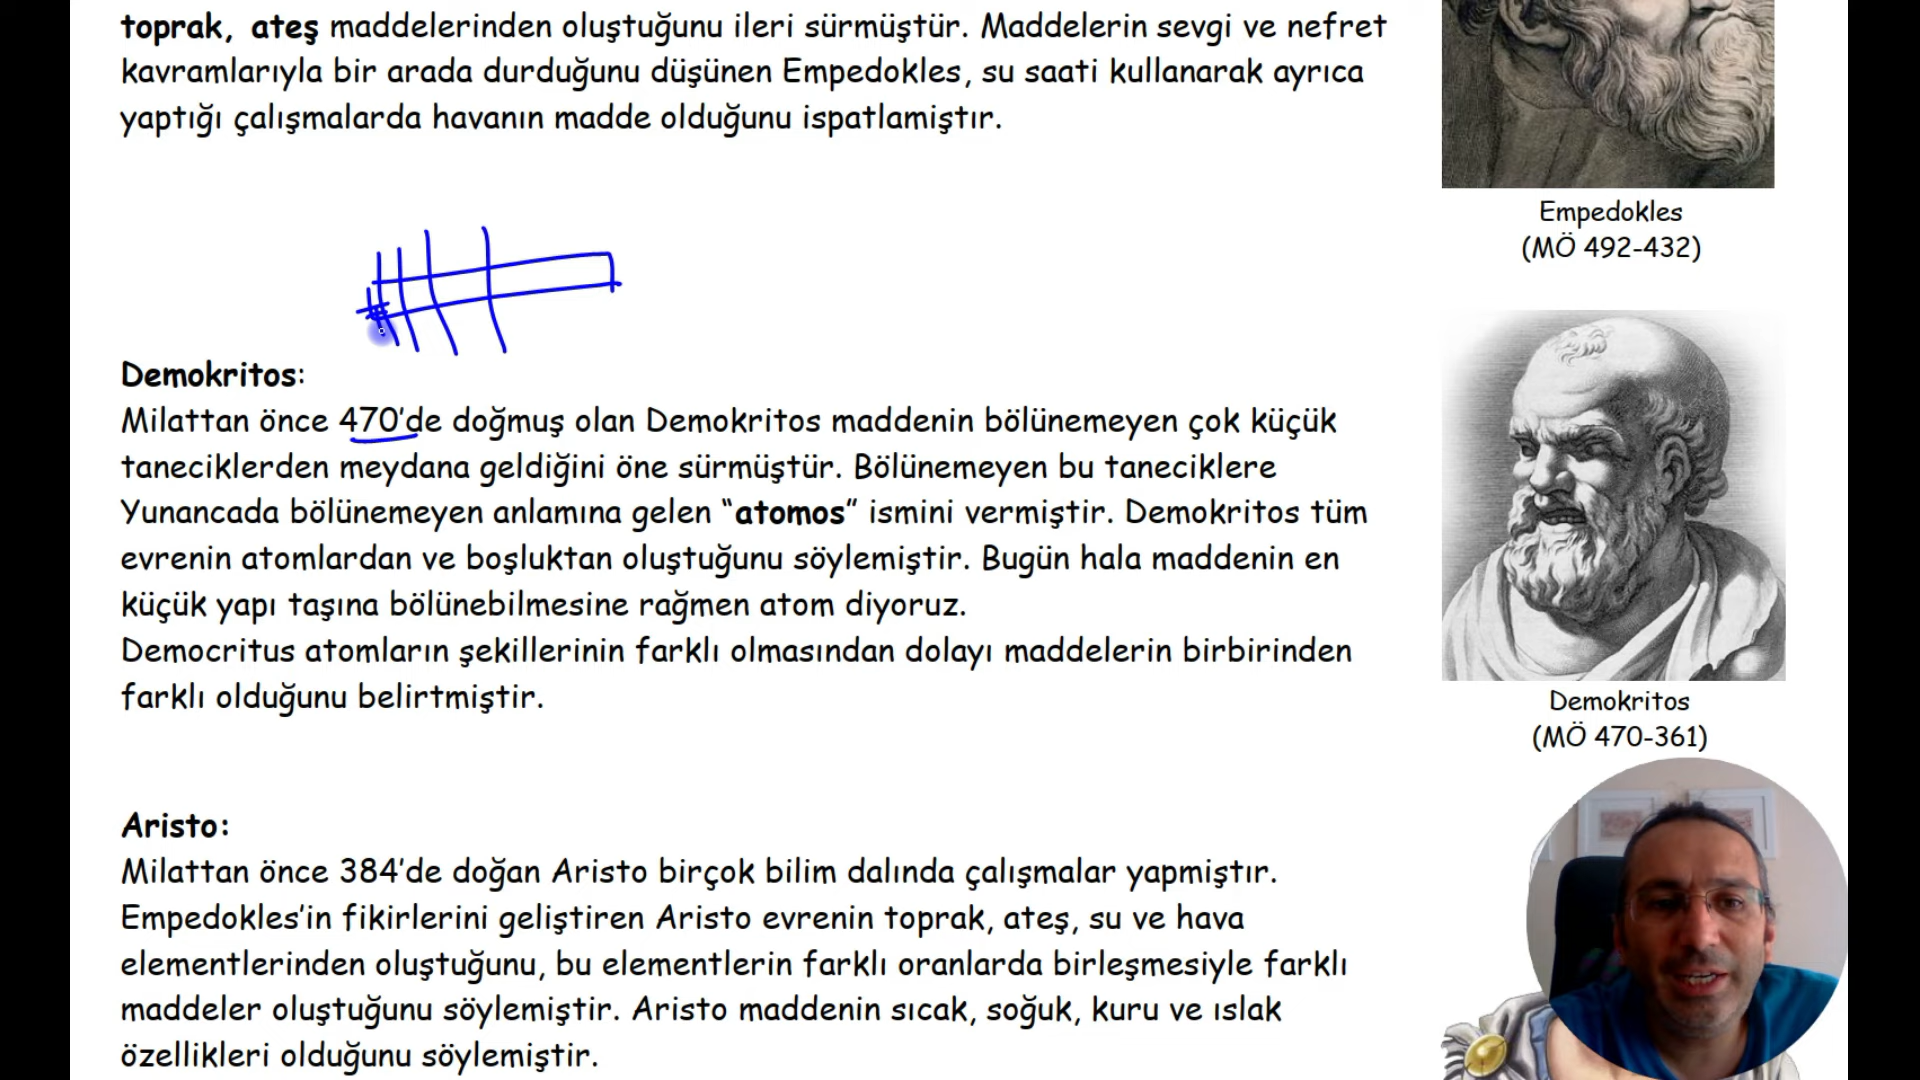 toprak, ateş maddelerinden oluştuğunu ileri sürmüştür. Maddelerin sevgi ve nefret
kavramlarıyla bir arada durduğunu düşünen Empedokles, su saati kullanarak ayrıca
yaptığı çalışmalarda havanın madde olduğunu ispatlamıştır.
Empedokles
(MÖ 492-432)
Demokritos:
Milattan önce 470'de doğmuş olan Demokritos maddenin bölünemeyen çok küçük
taneciklerden meydana geldiğini öne sürmüştür. Bölünemeyen bu taneciklere
Yunancada bölünemeyen anlamına gelen “atomos” ismini vermiştir. Demokritos tüm
evrenin atomlardan ve boşluktan oluştuğunu söylemiştir. Bugün hala maddenin en
küçük yapı taşına bölünebilmesine rağmen atom diyoruz.
Democritus atomların şekillerinin farklı olmasından dolayı maddelerin birbirinden
farklı olduğunu belirtmiştir.
Demokritos
(MÖ 470-361)
Aristo:
Milattan önce 384'de doğan Aristo birçok bilim dalında çalışmalar yapmıştır.
Empedokles'in fikirlerini geliştiren Aristo evrenin toprak, ateş, su ve hava
elementlerinden oluştuğunu, bu elementlerin farklı oranlarda birleşmesiyle farklı
maddeler oluştuğunu söylemiştir. Aristo maddenin sıcak, soğuk, kuru ve ıslak
özellikleri olduğunu söylemiştir.